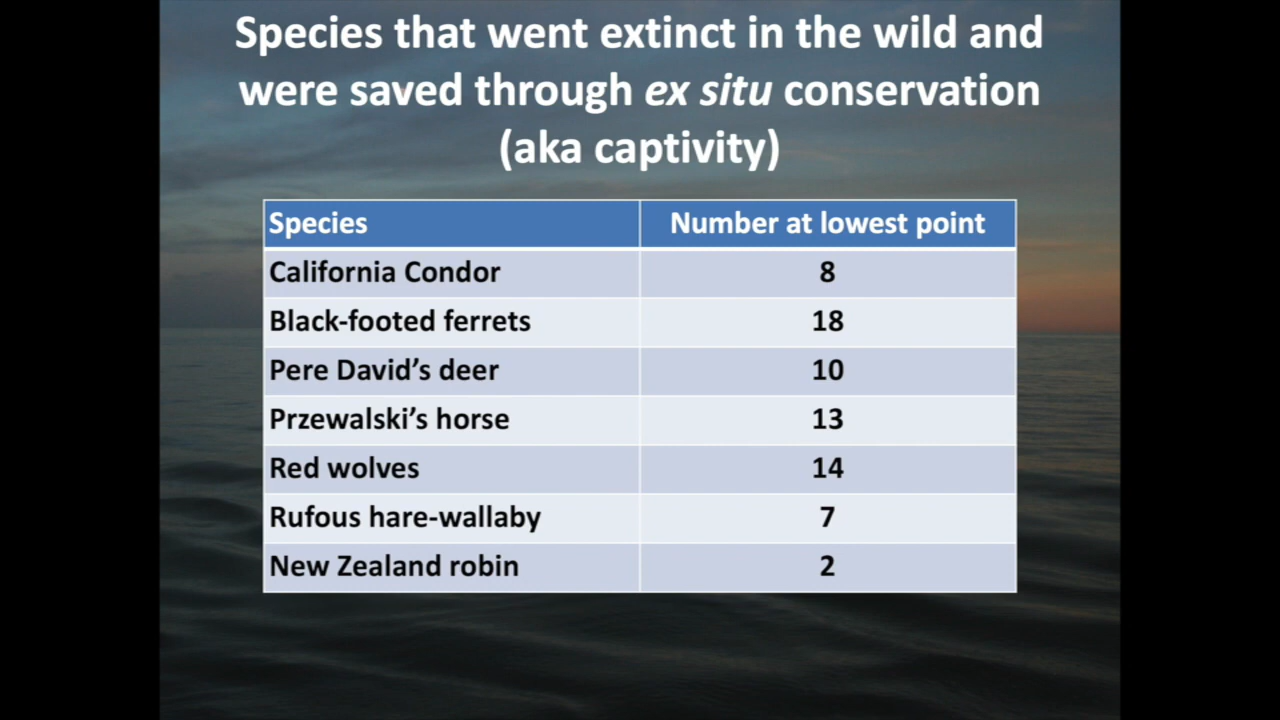 Species that went extinct in the wild and
were saved through ex situ conservation
(aka captivity)
Species Number at lowest point
California Condor 8
Black-footed ferrets 18
Pere David’s deer 10
Przewalski’s horse 13
Red wolves 14
Rufous hare-wallaby 7
New Zealand robin 2